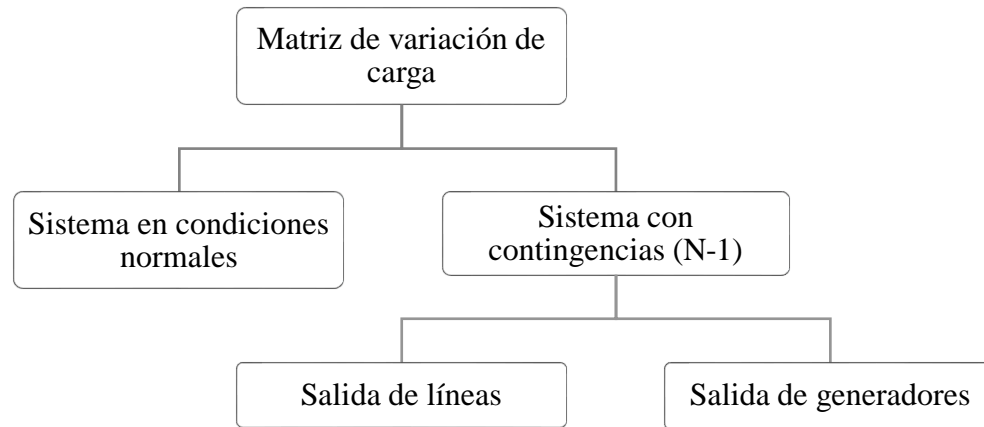 Matriz de variación de
carga
Sistema en condiciones
normales
Sistema con
contingencias (N-1)
Salida de líneas
Salida de generadores